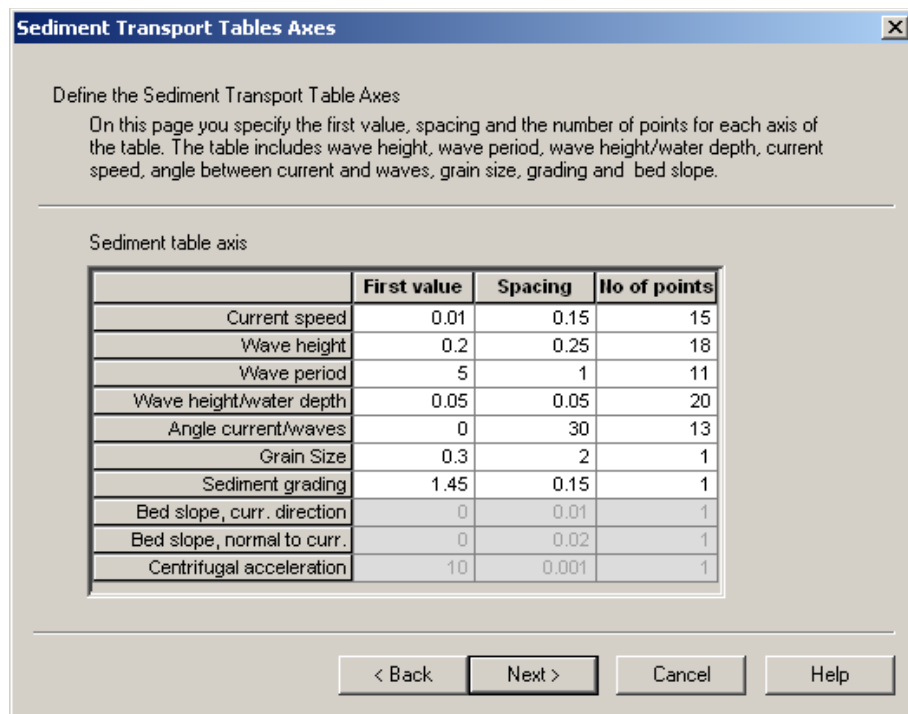 Sediment Transport Tables Axes
Define the Sediment Transport Table Axes
On this page you specify the first value, spacing and the number of points for each axis of
the table. The table includes wave height, wave period, wave height/water depth, current
speed, angle between current and waves, grain size, grading and bed slope.
Sediment table axis
First value Spacing No of points
Current speed 0.01 0.15 15
Wave height 0.2 0.25 18
Wave period 5 1 11
Wave height/water depth 0.05 0.05 20
Angle current/waves 0 30 13
Grain Size 0.3 2 1
Sediment grading 1.45 0.15 1
Bed slope, curr. direction 0 0.01 1
Bed slope, normal to curr. 0 0.02 1
Centrifugal acceleration 10 0.001 1
< Back Next > Cancel Help